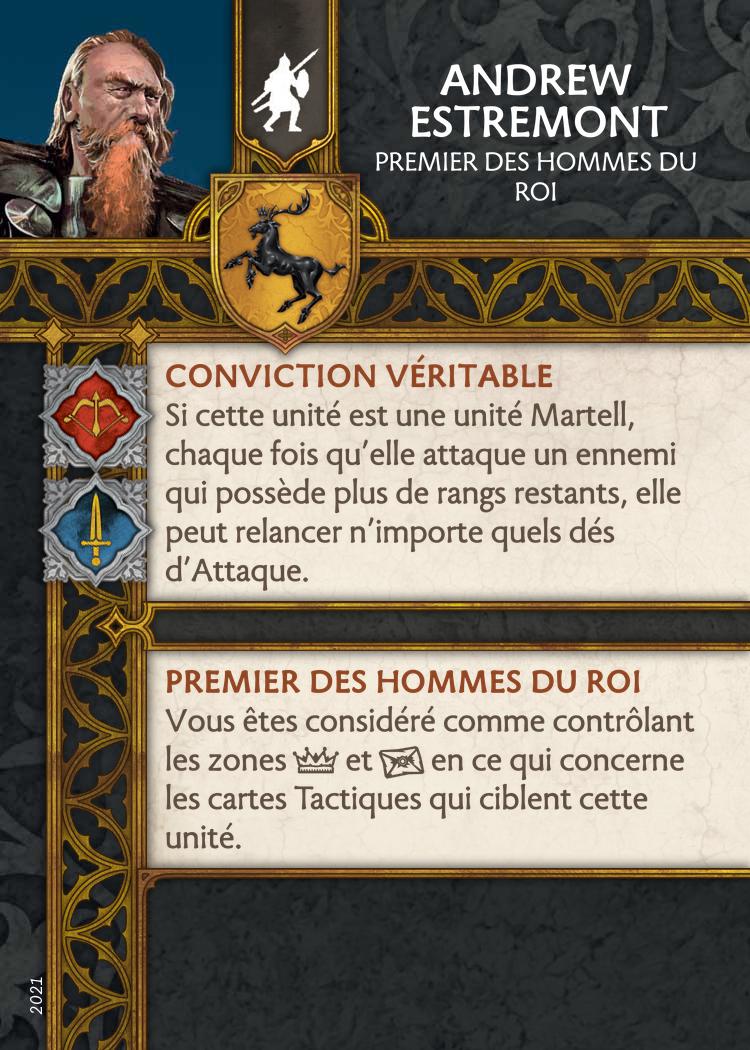 ANDREW
ESTREMONT
PREMIER DES HOMMES DU
ROI
CONVICTION VÉRITABLE
Si cette unité est une unité Martell,
chaque fois qu'elle attaque un ennemi
qui possède plus de rangs restants, elle
peut relancer n'importe quels dés
d'Attaque.
PREMIER DES HOMMES DU ROI
Vous êtes considéré comme contrôlant
les zones et en ce qui concerne
les cartes Tactiques qui ciblent cette
unité.
2021